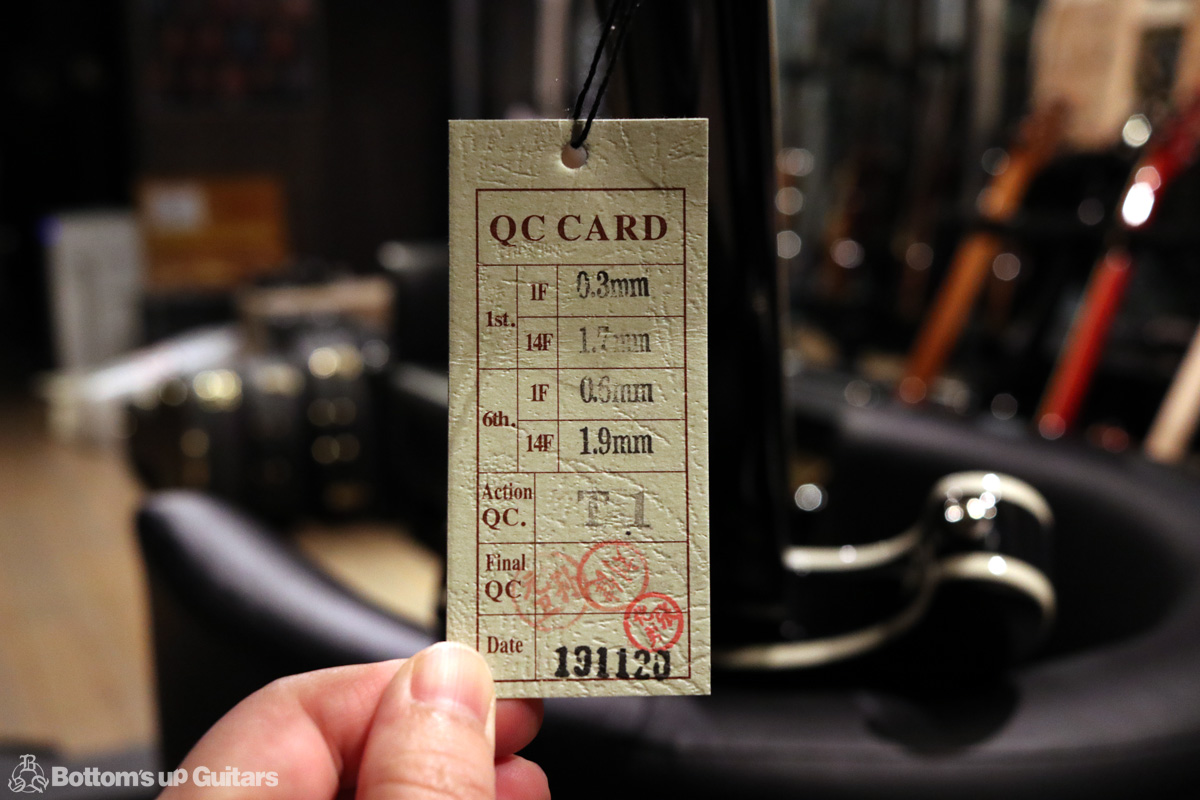 QC CARD
1st. 1F 0.3mm
14F 1.7mm
6th. 1F 0.6mm
14F 1.9mm
Action
QC. T 1
Final
QC
Date 191120
Bottom's up Guitars